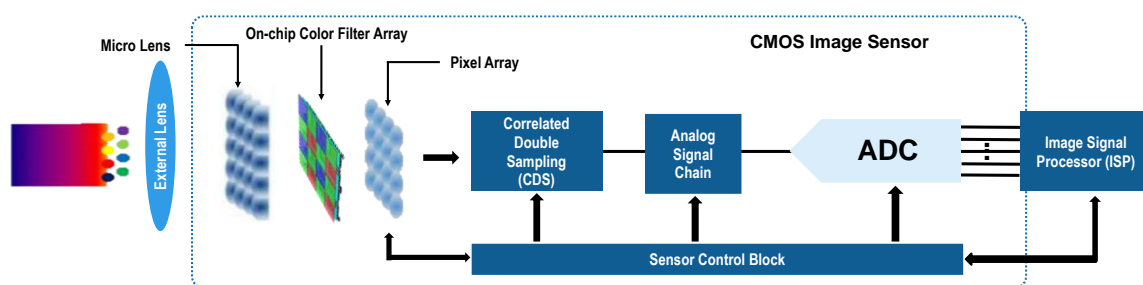 On-chip Color Filter Array
CMOS Image Sensor
Micro Lens
Pixel Array
External Lens
Correlated
Double
Sampling
(CDS)
Analog
Signal
Chain
ADC
Image Signal
Processor (ISP)
Sensor Control Block